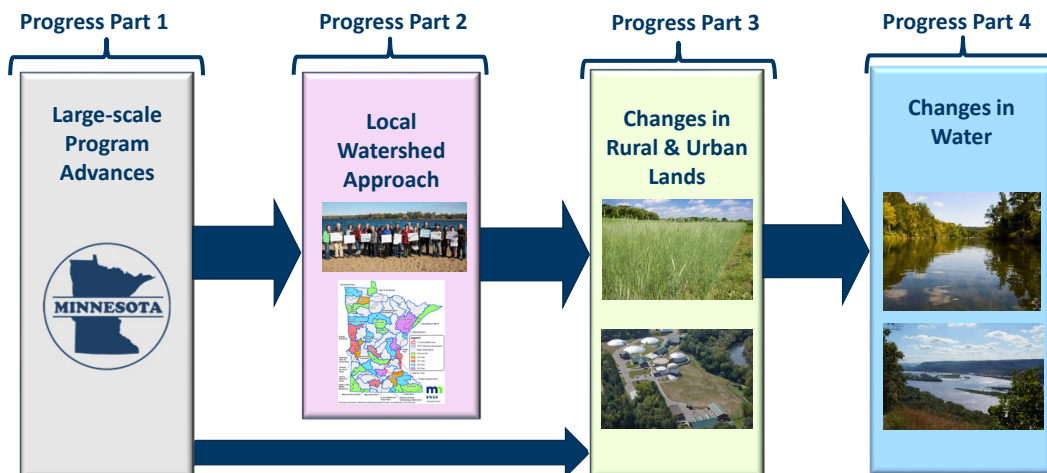 Progress Part 1
Progress Part 2
Progress Part 3
Progress Part 4
Large-scale
Program
Advances
MINNESOTA
Local
Watershed
Approach
Changes in
Rural & Urban
Lands
Changes in
Water